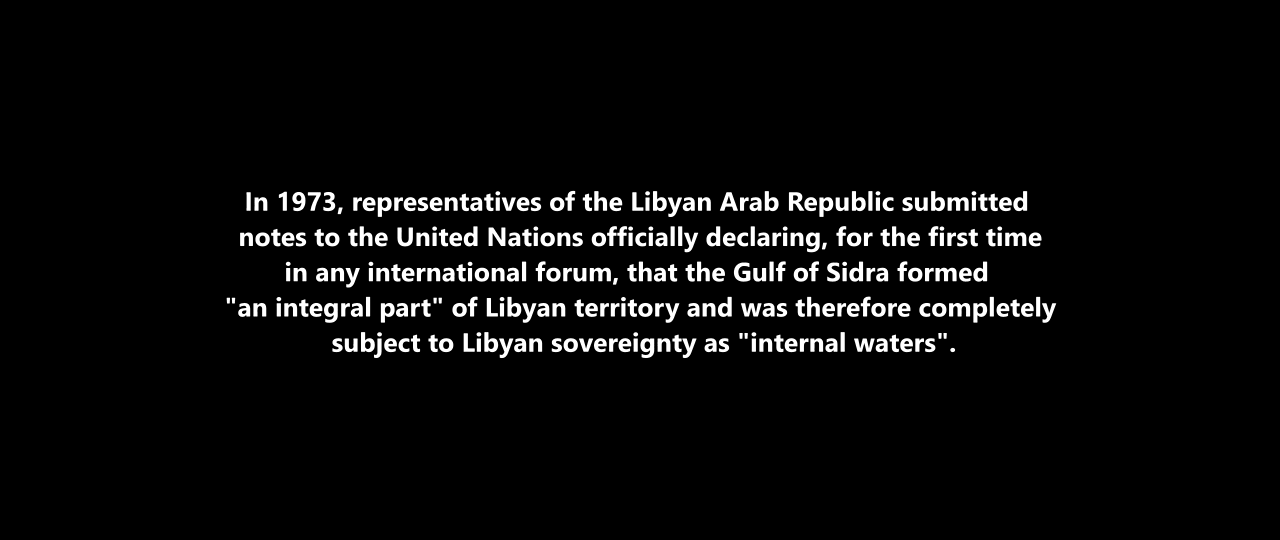 In 1973, representatives of the Libyan Arab Republic submitted
notes to the United Nations officially declaring, for the first time
in any international forum, that the Gulf of Sidra formed
"an integral part" of Libyan territory and was therefore completely
subject to Libyan sovereignty as "internal waters".